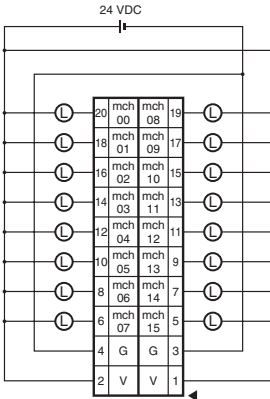 24 VDC
L 20 mch 00 mch 08 19 L
L 18 mch 01 mch 09 17 L
L 16 mch 02 mch 10 15 L
L 14 mch 03 mch 11 13 L
L 12 mch 04 mch 12 11 L
L 10 mch 05 mch 13 9 L
L 8 mch 06 mch 14 7 L
L 6 mch 07 mch 15 5 L
4 G G 3
2 V V 1